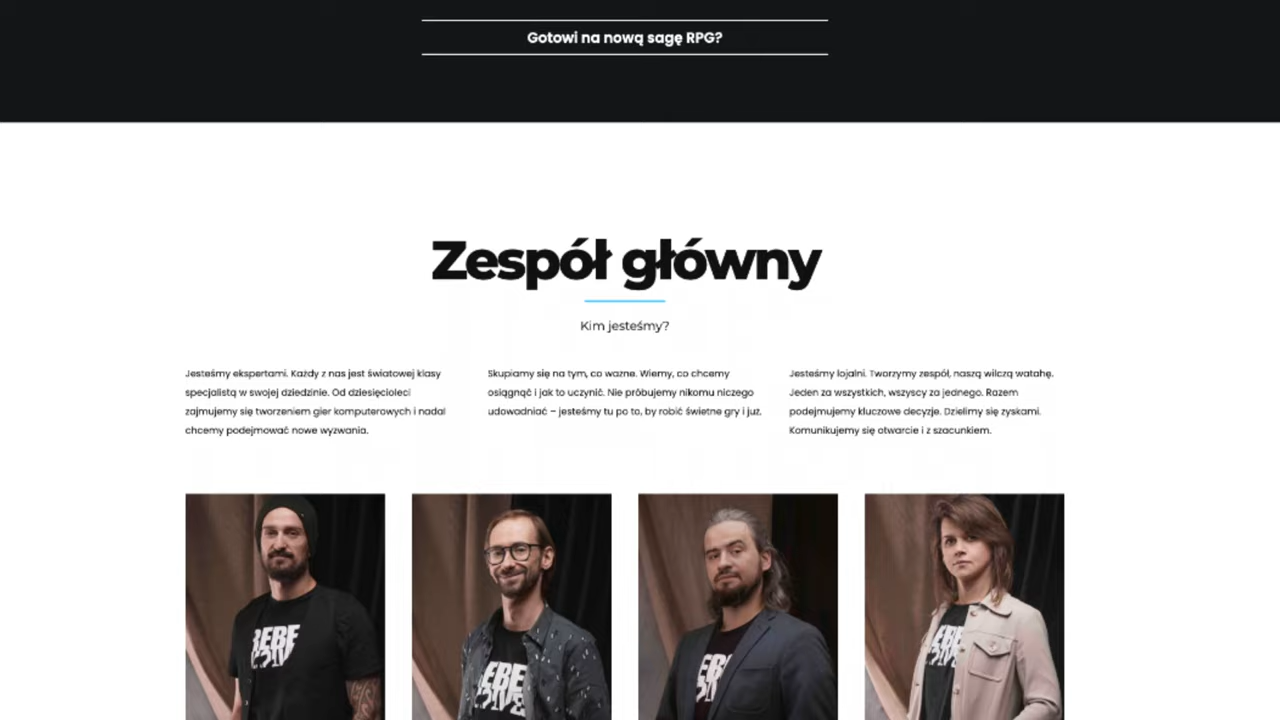 Gotowi na nową sagę RPG?
Zespół główny
Kim jesteśmy?
Jesteśmy ekspertami. Każdy z nas jest światowej klasy
specjalistą w swojej dziedzinie. Od dziesięcioleci
zajmujemy się tworzeniem gier komputerowych i nadal
chcemy podejmować nowe wyzwania.
Skupiamy się na tym, co ważne. Wiemy, co chcemy
osiągnąć i jak to uczynić. Nie próbujemy nikomu niczego
udowadniać – jesteśmy tu po to, by robić świetne gry i już.
Jesteśmy lojalni. Tworzymy zespół, naszą wilczą watahę.
Jeden za wszystkich, wszyscy za jednego. Razem
podejmujemy kluczowe decyzje. Dzielimy się zyskami.
Komunikujemy się otwarcie i z szacunkiem.